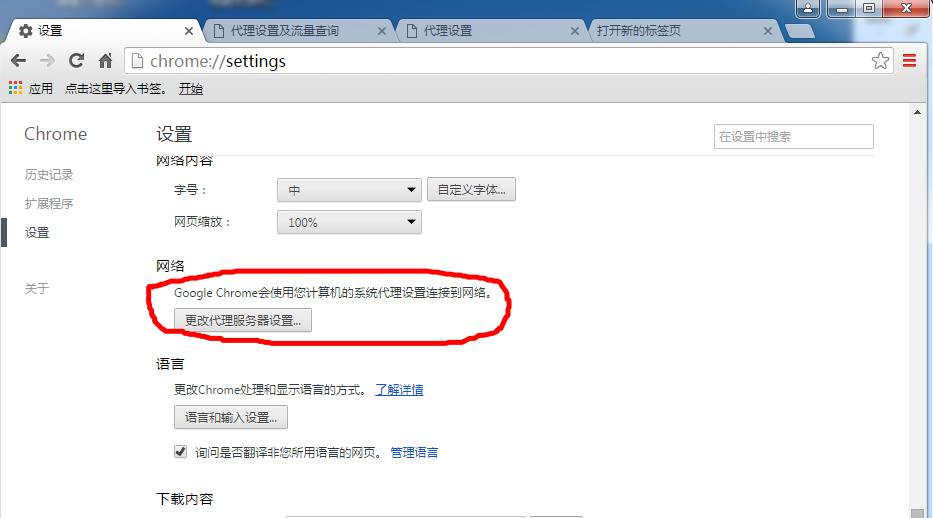 设置
代理设置及流量查询
代理设置
打开新的标签页
chrome://settings
应用 点击这里导入书签。 开始
Chrome
设置
在设置中搜索
历史记录
扩展程序
设置
关于
网络内容
字号：
中
自定义字体...
网页缩放：
100%
网络
Google Chrome会使用您计算机的系统代理设置连接到网络。
更改代理服务器设置...
语言
更改Chrome处理和显示语言的方式。 了解详情
语言和输入设置...
询问是否翻译非您所用语言的网页。 管理语言
下载内容